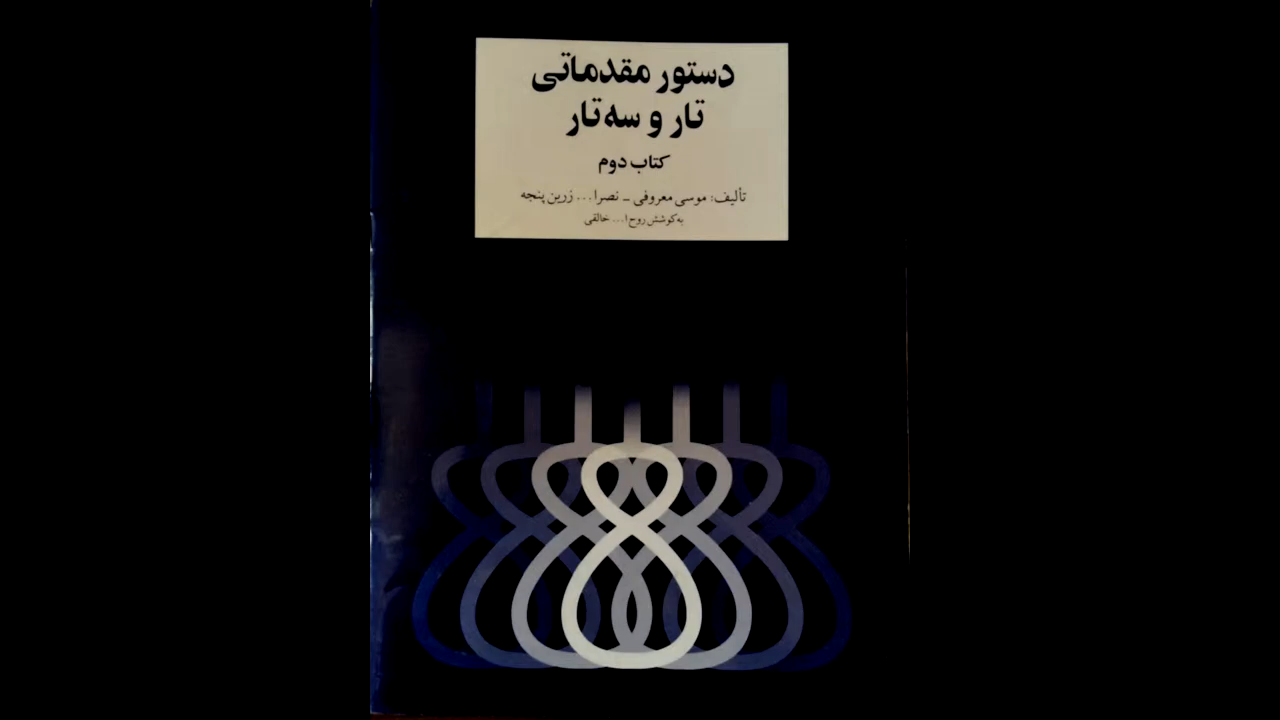 دستور مقدماتی
تار و سه‌تار
کتاب دوم
تألیف: موسی معروفی ـ نصرا... زرین پنجه
به‌کوشش روح ا... خالقی